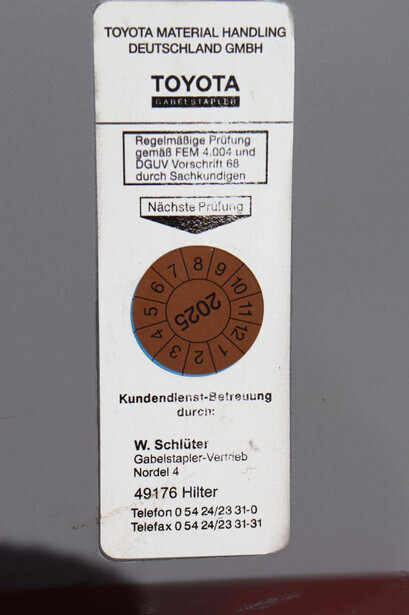 TOYOTA MATERIAL HANDLING
DEUTSCHLAND GMBH
TOYOTA
GABELSTAPLER
Regelmäßige Prüfung
gemäß FEM 4.004 und
DGUV Vorschrift 68
durch Sachkundigen
Nächste Prüfung
1 2 3 4 5 6 7 8 9 10 11 12
2025
Kundendienst-Betreuung
durch:
W. Schlüter
Gabelstapler-Vertrieb
Nordel 4
49176 Hilter
Telefon 0 54 24/23 31-0
Telefax 0 54 24/23 31-31